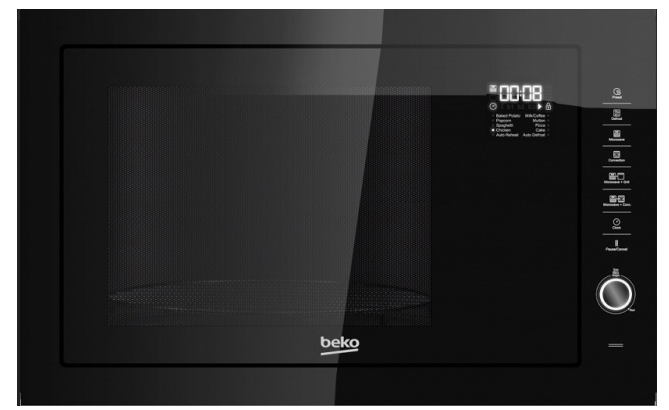 00:08
Baked Potato Milk/Coffee
Popcorn Mutton
Spaghetti Pizza
Chicken Cake
Auto Reheat Auto Defrost
Preset
Defrost
Microwave
Convection
Microwave + Grill
Microwave + Conv.
Clock
Pause/Cancel
beko